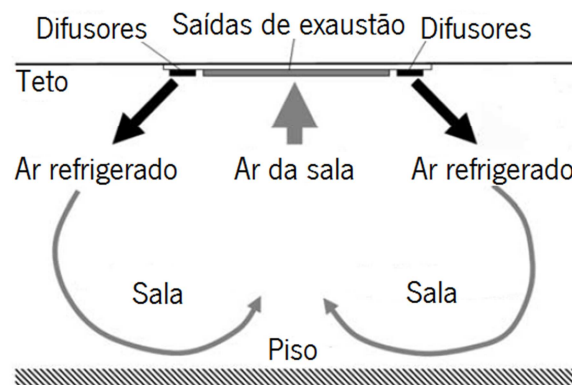 Difusores Saídas de exaustão Difusores
Teto
Ar refrigerado Ar da sala Ar refrigerado
Sala Sala
Piso